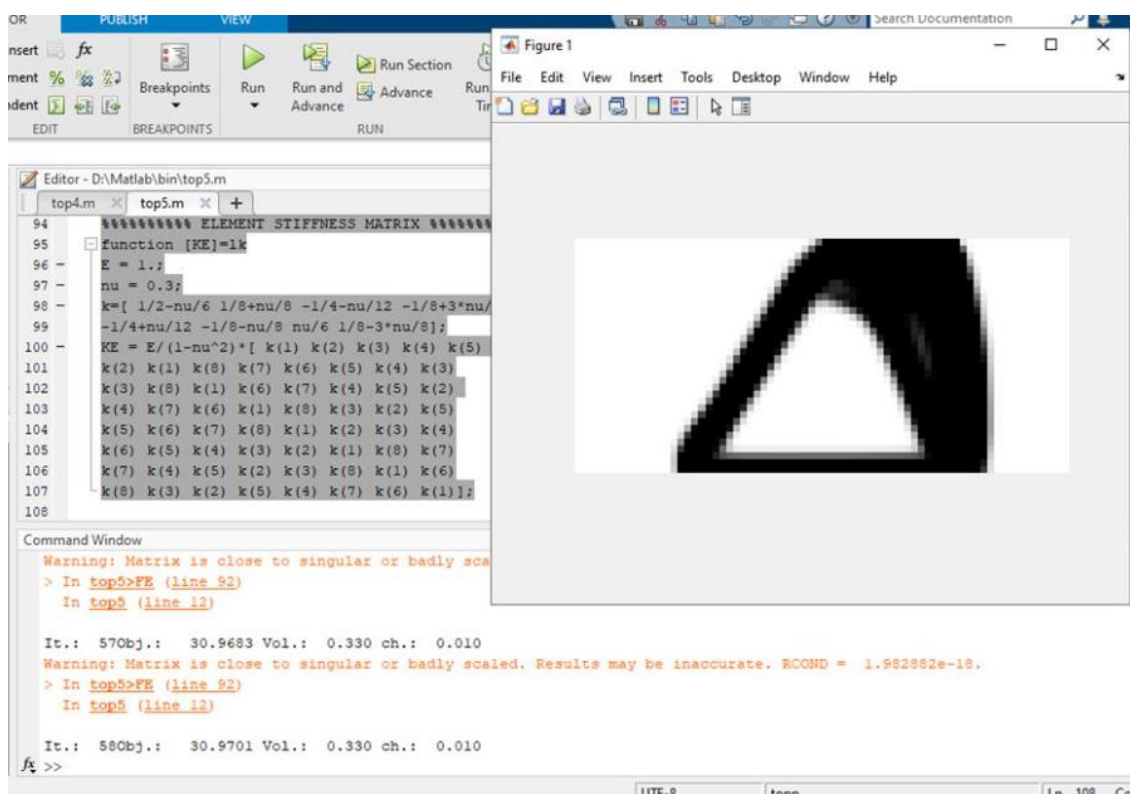 OR PUBLISH VIEW
Search Documentation
nsert fx
ment %
dent
EDIT
Breakpoints
BREAKPOINTS
Run
Run and
Advance
Run Section
Advance
Run
Tir
RUN
Figure 1
File Edit View Insert Tools Desktop Window Help
Editor - D:\Matlab\bin\top5.m
top4.m top5.m +
94 %%%%%%%%%% ELEMENT STIFFNESS MATRIX %%%%%%%
95 function [KE]=lk
96 - E = 1.;
97 - nu = 0.3;
98 - k=[ 1/2-nu/6 1/8+nu/8 -1/4-nu/12 -1/8+3*nu/
99 -1/4+nu/12 -1/8-nu/8 nu/6 1/8-3*nu/8];
100 - KE = E/(1-nu^2)*[ k(1) k(2) k(3) k(4) k(5)
101 k(2) k(1) k(8) k(7) k(6) k(5) k(4) k(3)
102 k(3) k(8) k(1) k(6) k(7) k(4) k(5) k(2)
103 k(4) k(7) k(6) k(1) k(8) k(3) k(2) k(5)
104 k(5) k(6) k(7) k(8) k(1) k(2) k(3) k(4)
105 k(6) k(5) k(4) k(3) k(2) k(1) k(8) k(7)
106 k(7) k(4) k(5) k(2) k(3) k(8) k(1) k(6)
107 k(8) k(3) k(2) k(5) k(4) k(7) k(6) k(1)];
108
Command Window
Warning: Matrix is close to singular or badly sca
> In top5>FE (line 92)
In top5 (line 12)
It.: 57Obj.: 30.9683 Vol.: 0.330 ch.: 0.010
Warning: Matrix is close to singular or badly scaled. Results may be inaccurate. RCOND = 1.982882e-18.
> In top5>FE (line 92)
In top5 (line 12)
It.: 58Obj.: 30.9701 Vol.: 0.330 ch.: 0.010
fx >>